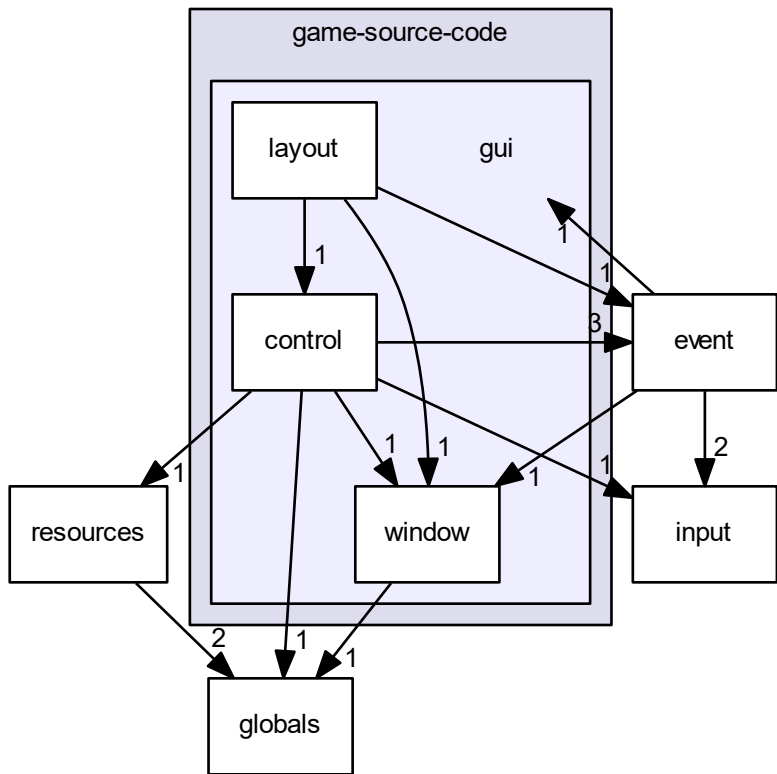 game-source-code
layout
gui
1
1
1
control
3
event
1
1
1
1
1
2
resources
window
input
2
1
1
globals